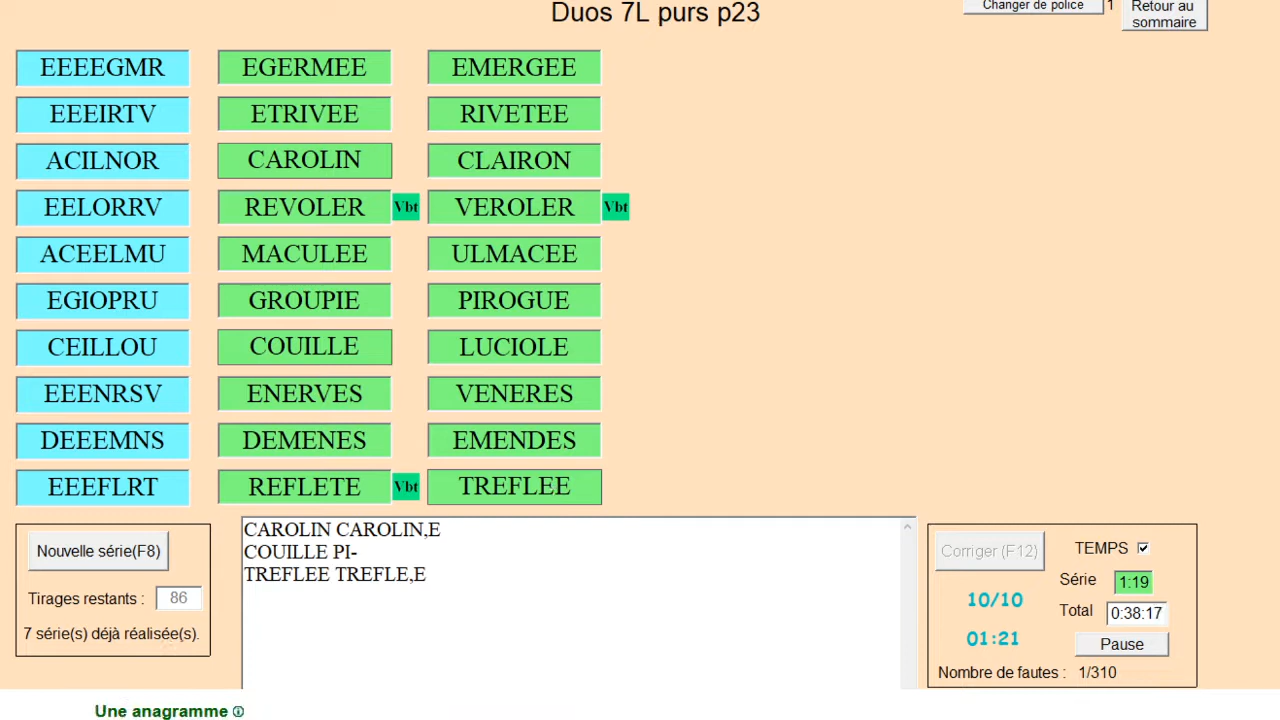 Duos 7L purs p23
Changer de police 1
Retour au
sommaire
EEEEGMR EGERMEE EMERGEE
EEEIRTV ETRIVEE RIVETEE
ACILNOR CAROLIN CLAIRON
EELORRV REVOLER Vbt VEROLER Vbt
ACEELMU MACULEE ULMACEE
EGIOPRU GROUPIE PIROGUE
CEILLOU COUILLE LUCIOLE
EEENRSV ENERVES VENERES
DEEEMNS DEMENES EMENDES
EEEFLRT REFLETE Vbt TREFLEE
Nouvelle série(F8)
Tirages restants : 86
7 série(s) déjà réalisée(s).
CAROLIN CAROLIN,E
COUILLE PI-
TREFLEE TREFLE,E
Corriger (F12) TEMPS
Série 1:19
10/10
Total 0:38:17
01:21
Pause
Nombre de fautes : 1/310
Une anagramme